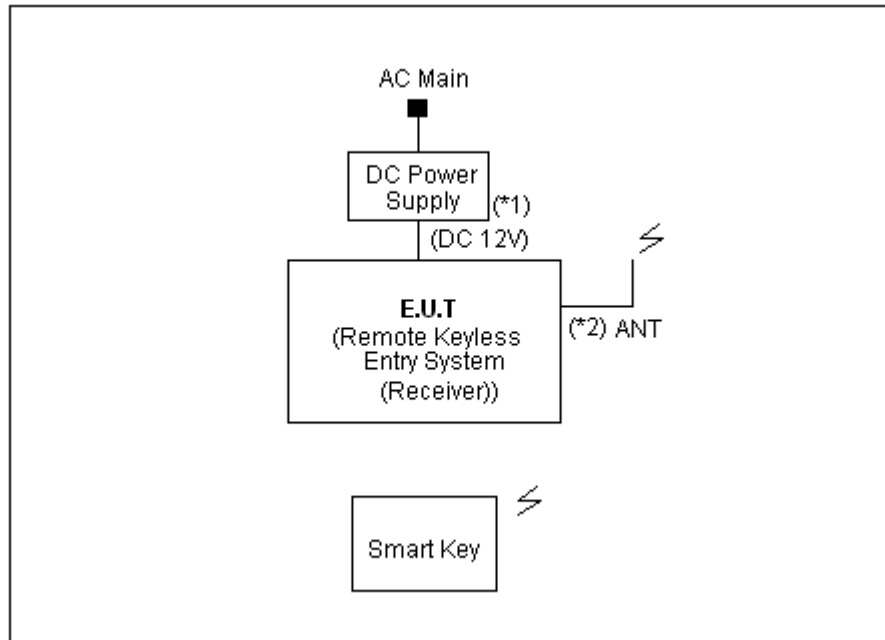 AC Main
DC Power
Supply
(*1)
(DC 12V)
E.U.T
(Remote Keyless
Entry System
(Receiver))
(*2) ANT
Smart Key